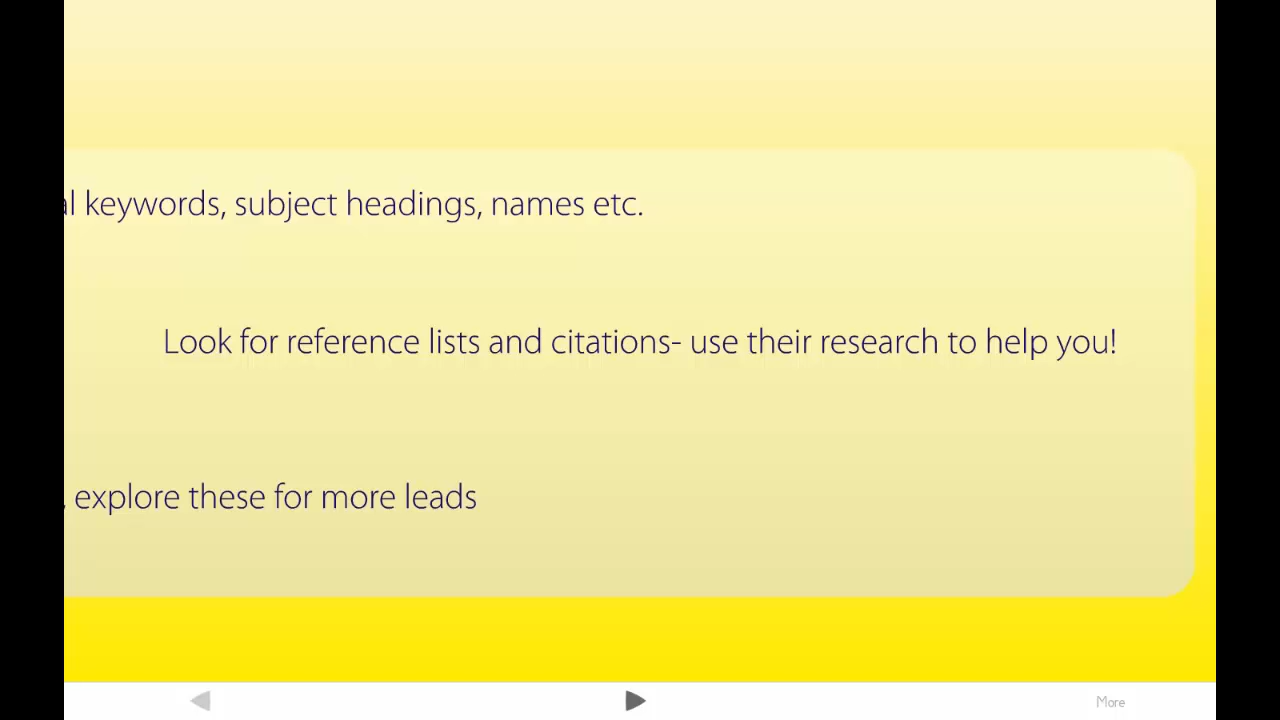 al keywords, subject headings, names etc.
Look for reference lists and citations- use their research to help you!
, explore these for more leads
More